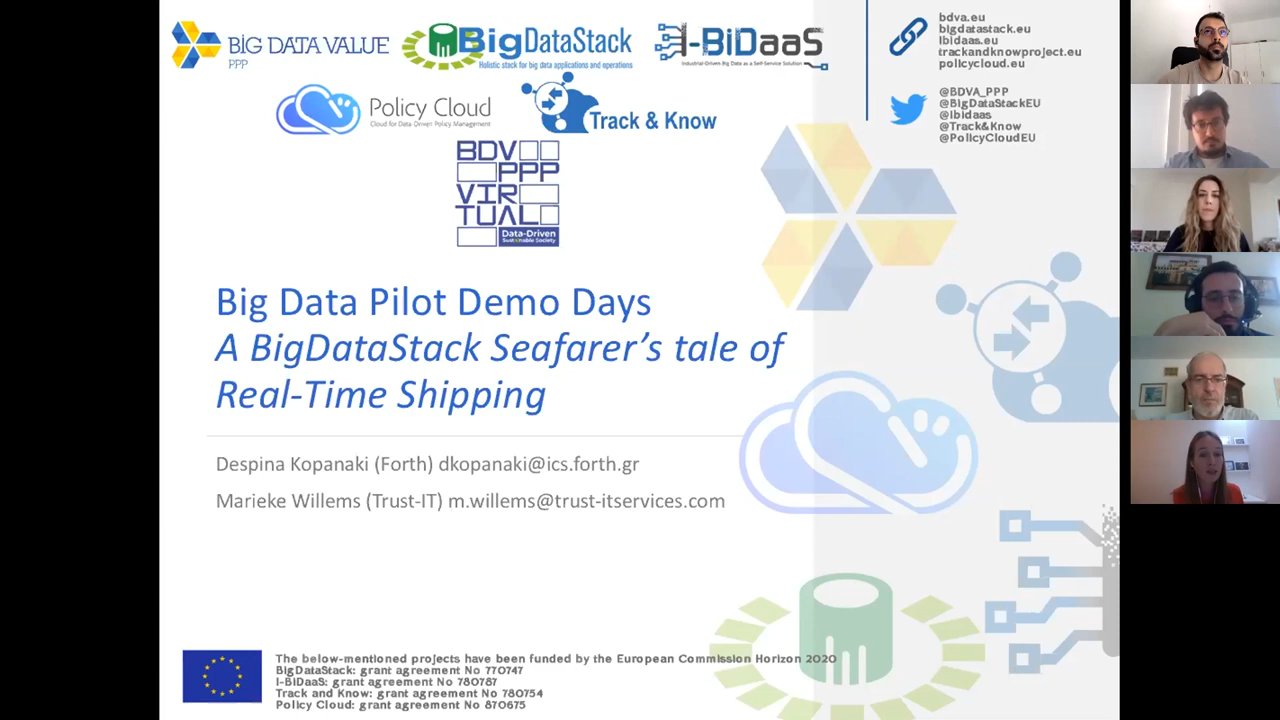 BIG DATA VALUE
PPP
BigDataStack
Holistic stack for big data applications and operations
I-BiDaaS
Industrial-Driven Big Data as a Self-Service Solution
bdva.eu
bigdatastack.eu
ibidaas.eu
trackandknowproject.eu
policycloud.eu
Policy Cloud
Cloud for Data-Driven Policy Management
Track & Know
@BDVA_PPP
@BigDataStackEU
@Ibidaas
@Track&Know
@PolicyCloudEU
BDV
PPP
VIR
TUAL
Data-Driven
Sustainable Society
Big Data Pilot Demo Days
A BigDataStack Seafarer’s tale of
Real-Time Shipping
Despina Kopanaki (Forth) dkopanaki@ics.forth.gr
Marieke Willems (Trust-IT) m.willems@trust-itservices.com
The below-mentioned projects have been funded by the European Commission Horizon 2020
BigDataStack: grant agreement No 770747
I-BiDaaS: grant agreement No 780787
Track and Know: grant agreement No 780754
Policy Cloud: grant agreement No 870675